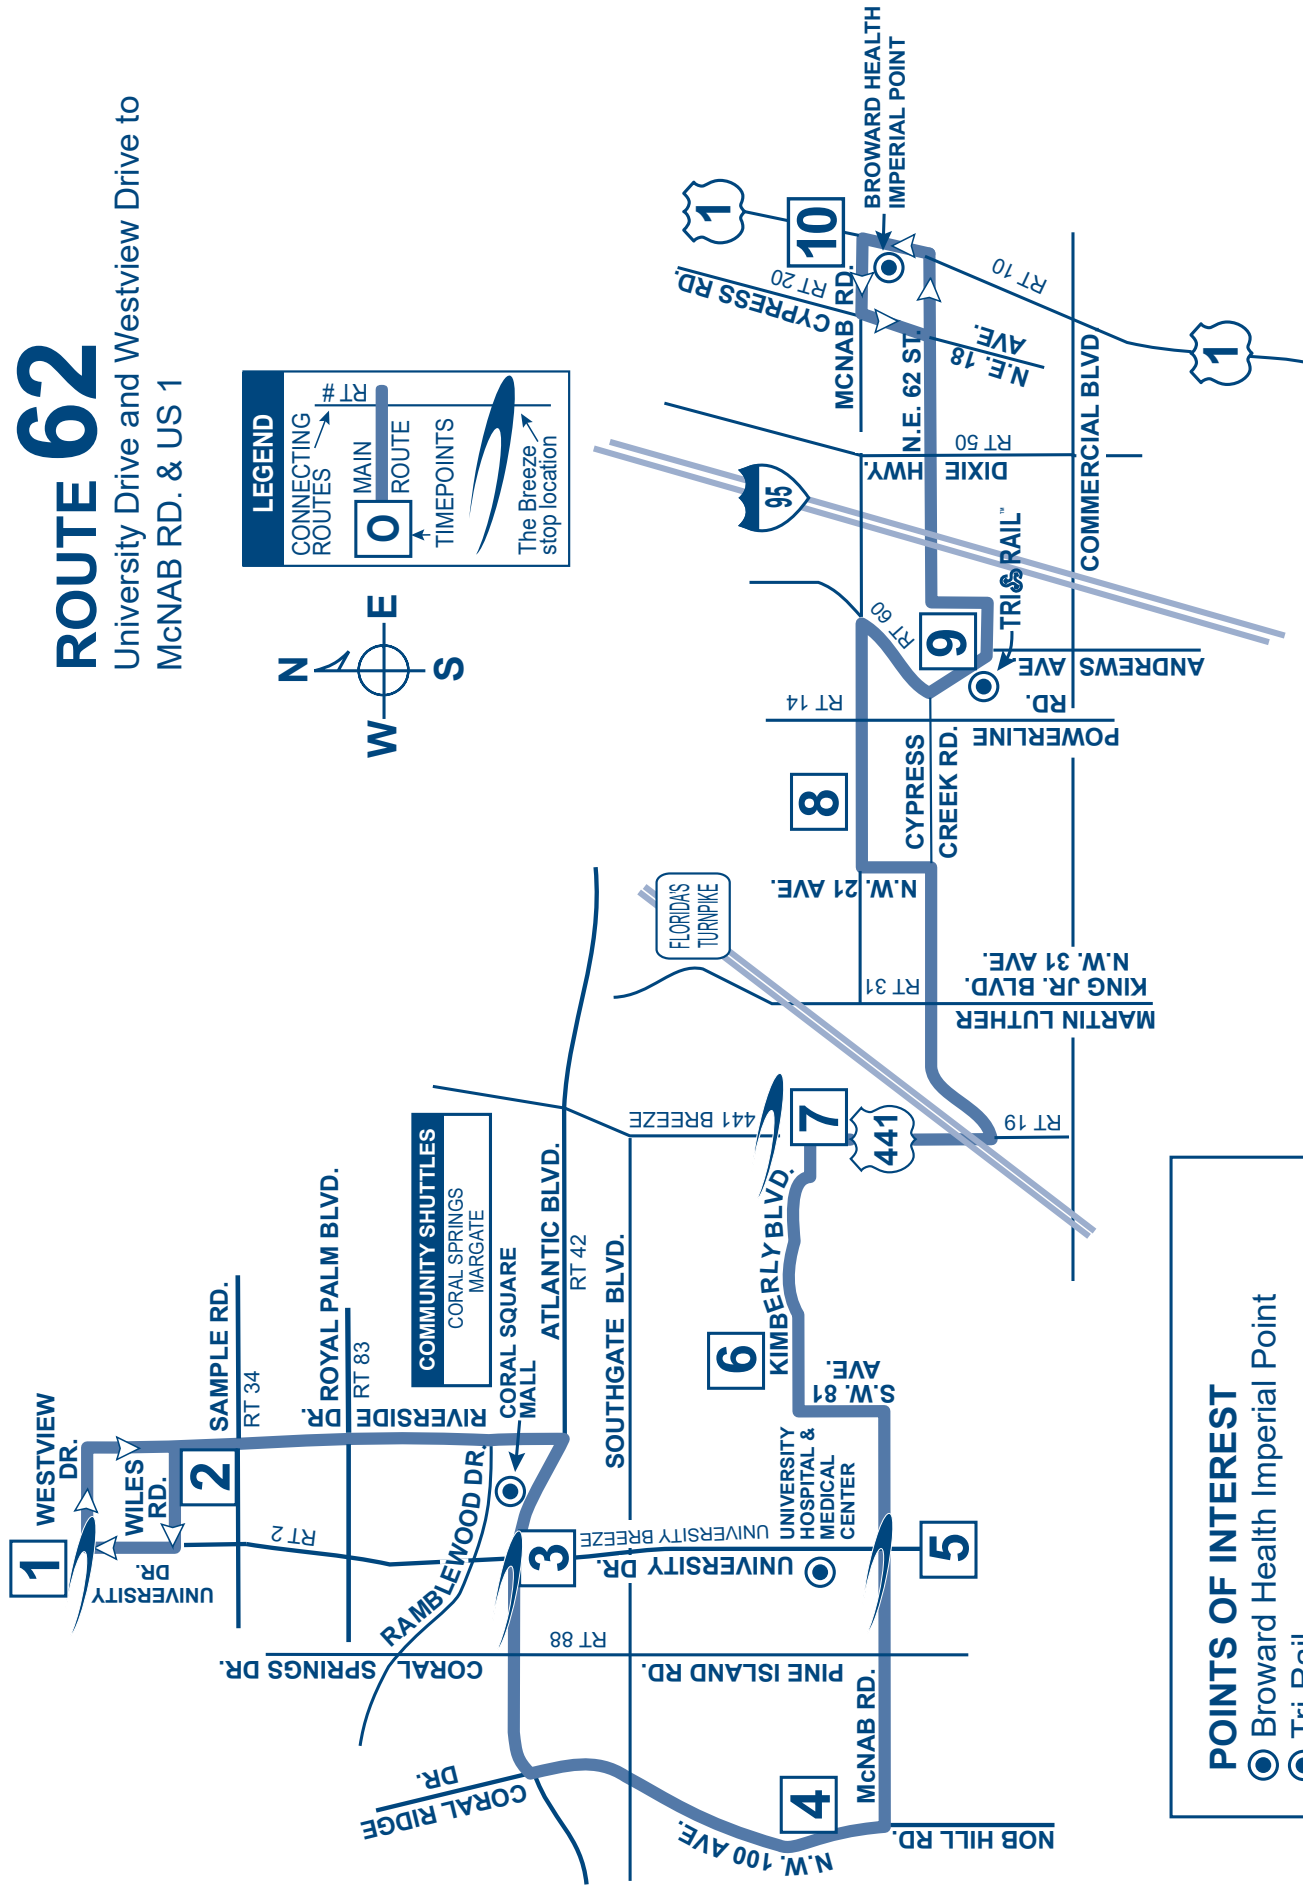 ROUTE 62
University Drive and Westview Drive to
McNAB RD. & US 1
LEGEND
CONNECTING
ROUTES
RT #
O
MAIN
ROUTE
TIMEPOINTS
The Breeze
stop location
N
W
E
S
1
WESTVIEW
DR.
WILES
RD.
UNIVERSITY
DR.
2
SAMPLE RD.
RT 34
ROYAL PALM BLVD.
RT 83
RIVERSIDE DR.
RT 2
COMMUNITY SHUTTLES
CORAL SPRINGS
MARGATE
CORAL SQUARE
MALL
RAMBLEWOOD DR.
ATLANTIC BLVD.
RT 42
3
CORAL SPRINGS DR.
RT 88
CORAL RIDGE
DR.
SOUTHGATE BLVD.
UNIVERSITY DR.
UNIVERSITY BREEZE
PINE ISLAND RD.
UNIVERSITY
HOSPITAL &
MEDICAL
CENTER
N.W. 100 AVE.
4
McNAB RD.
NOB HILL RD.
5
S.W. 81
AVE.
6
KIMBERLY BLVD.
441 BREEZE
7
441
RT 19
FLORIDA'S
TURNPIKE
RT 31
MARTIN LUTHER
KING JR. BLVD.
N.W. 31 AVE.
N.W. 21 AVE.
8
CYPRESS
CREEK RD.
RT 14
POWERLINE
RD.
RT 60
9
TRI RAIL™
ANDREWS AVE.
95
DIXIE HWY.
RT 50
COMMERCIAL BLVD
MCNAB RD.
N.E. 62 ST.
N.E. 18
AVE.
CYPRESS RD.
RT 20
10
1
BROWARD HEALTH
IMPERIAL POINT
RT 10
1
POINTS OF INTEREST
Broward Health Imperial Point
Tri-Rail